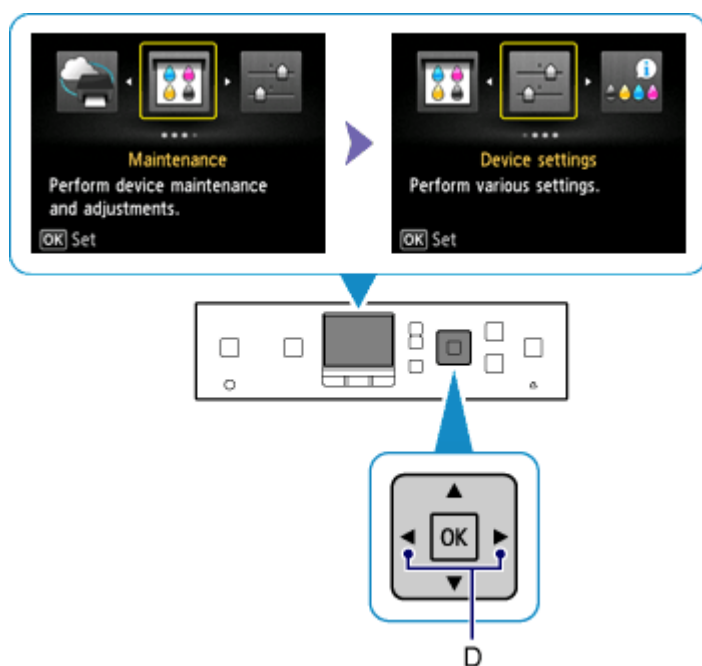 Maintenance
Perform device maintenance
and adjustments.
OK Set
Device settings
Perform various settings.
OK Set
OK
D